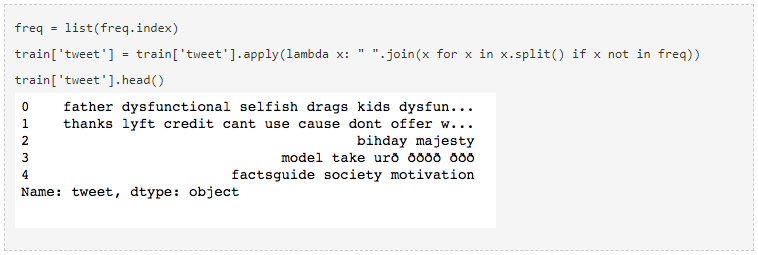 freq = list(freq.index)
train['tweet'] = train['tweet'].apply(lambda x: " ".join(x for x in x.split() if x not in freq))
train['tweet'].head()
0    father dysfunctional selfish drags kids dysfun...
1    thanks lyft credit cant use cause dont offer w...
2                                       bihday majesty
3                              model take urð ðððð ððð
4                        factsguide society motivation
Name: tweet, dtype: object